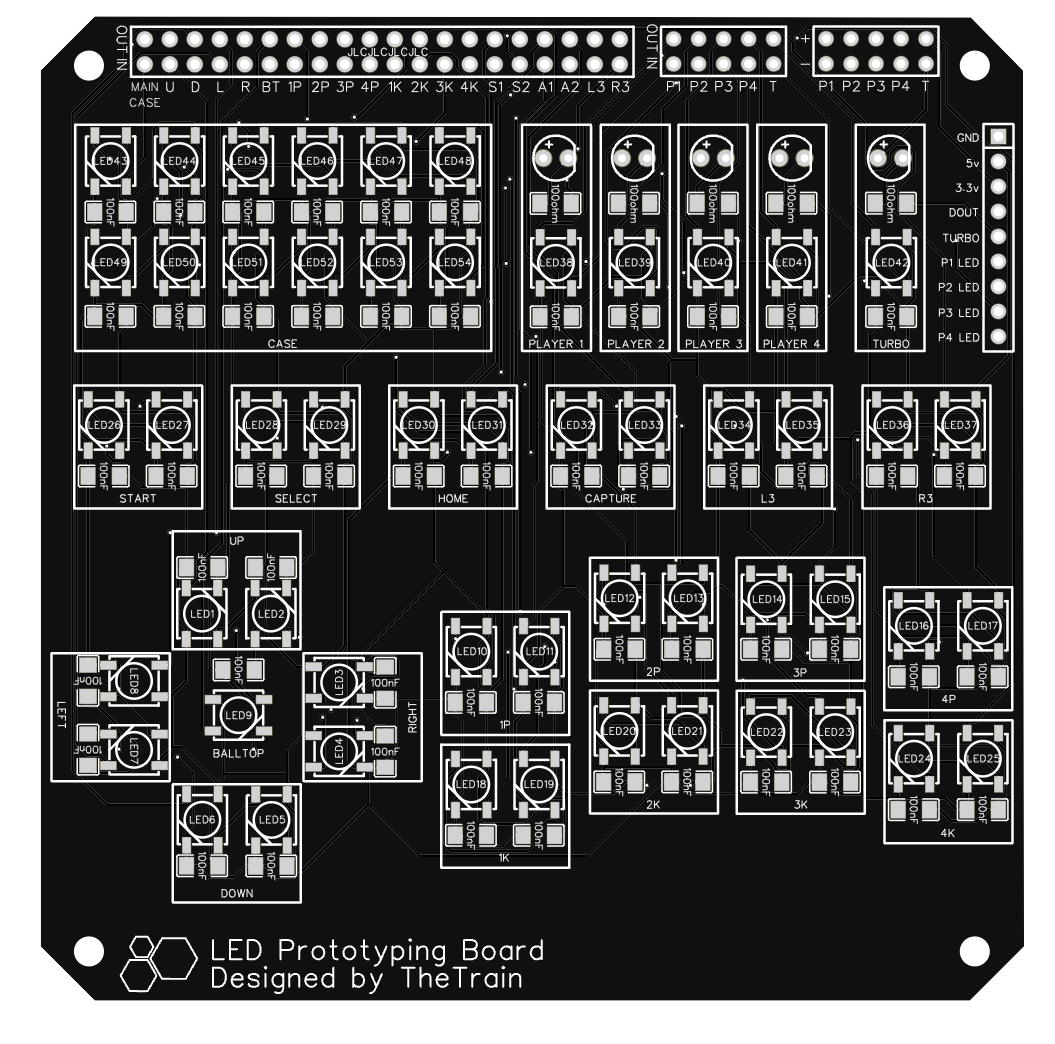 OUT IN
JLCJLCJLCJLC
OUT IN
+
-
MAIN U D L R BT 1P 2P 3P 4P 1K 2K 3K 4K S1 S2 A1 A2 L3 R3
CASE
P1 P2 P3 P4 T
P1 P2 P3 P4 T
GND
5v
3.3v
DOUT
TURBO
P1 LED
P2 LED
P3 LED
P4 LED
LED43 LED44 LED45 LED46 LED47 LED48
100nF 100nF 100nF 100nF 100nF 100nF
LED49 LED50 LED51 LED52 LED53 LED54
100nF 100nF 100nF 100nF 100nF 100nF
CASE
+ + + + +
100ohm 100ohm 100ohm 100ohm 100ohm
LED38 LED39 LED40 LED41 LED42
100nF 100nF 100nF 100nF 100nF
PLAYER 1 PLAYER 2 PLAYER 3 PLAYER 4 TURBO
LED26 LED27 LED28 LED29 LED30 LED31 LED32 LED33 LED34 LED35 LED36 LED37
100nF 100nF 100nF 100nF 100nF 100nF 100nF 100nF 100nF 100nF 100nF 100nF
START SELECT HOME CAPTURE L3 R3
UP
100nF 100nF
LED1 LED2
LEFT
100nF LED8
100nF LED7
100nF
LED9
BALLTOP
LED3 100nF
LED4 100nF
RIGHT
LED6 LED5
100nF 100nF
DOWN
LED10 LED11
100nF 100nF
1P
LED18 LED19
100nF 100nF
1K
LED12 LED13
100nF 100nF
2P
LED20 LED21
100nF 100nF
2K
LED14 LED15
100nF 100nF
3P
LED22 LED23
100nF 100nF
3K
LED16 LED17
100nF 100nF
4P
LED24 LED25
100nF 100nF
4K
LED Prototyping Board
Designed by TheTrain